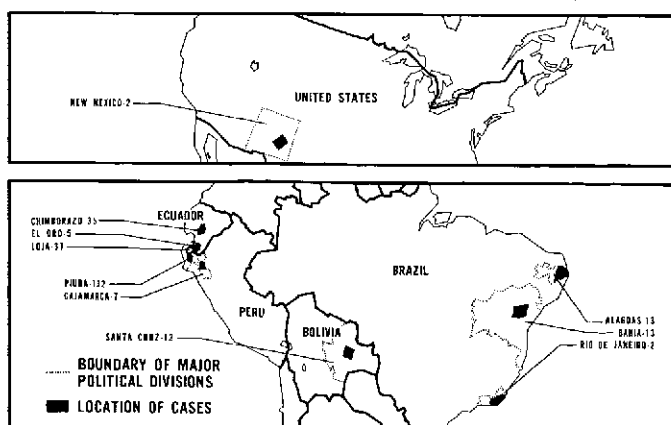 NEW MEXICO-2
UNITED STATES
CHIMBORAZO 35
ECUADOR
EL ORO-5
LOJA-37
PIURA-132
CAJAMARCA-7
BRAZIL
PERU
ALAGOAS 13
BAHIA-13
RIO DE JANEIRO-2
BOLIVIA
SANTA CRUZ-12
BOUNDARY OF MAJOR
POLITICAL DIVISIONS
LOCATION OF CASES